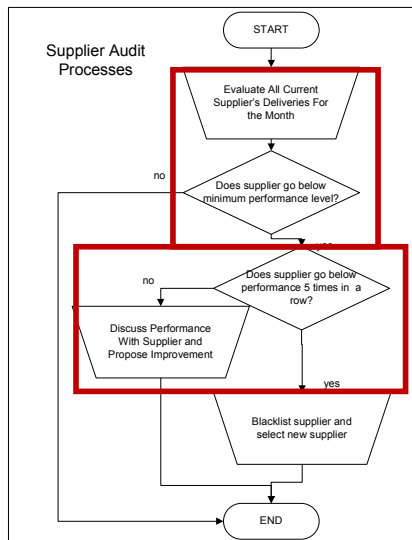 START
Supplier Audit
Processes
Evaluate All Current
Supplier's Deliveries For
the Month
no
Does supplier go below
minimum performance level?
yes
Does supplier go below
performance 5 times in a
row?
no
Discuss Performance
With Supplier and
Propose Improvement
yes
Blacklist supplier and
select new supplier
END